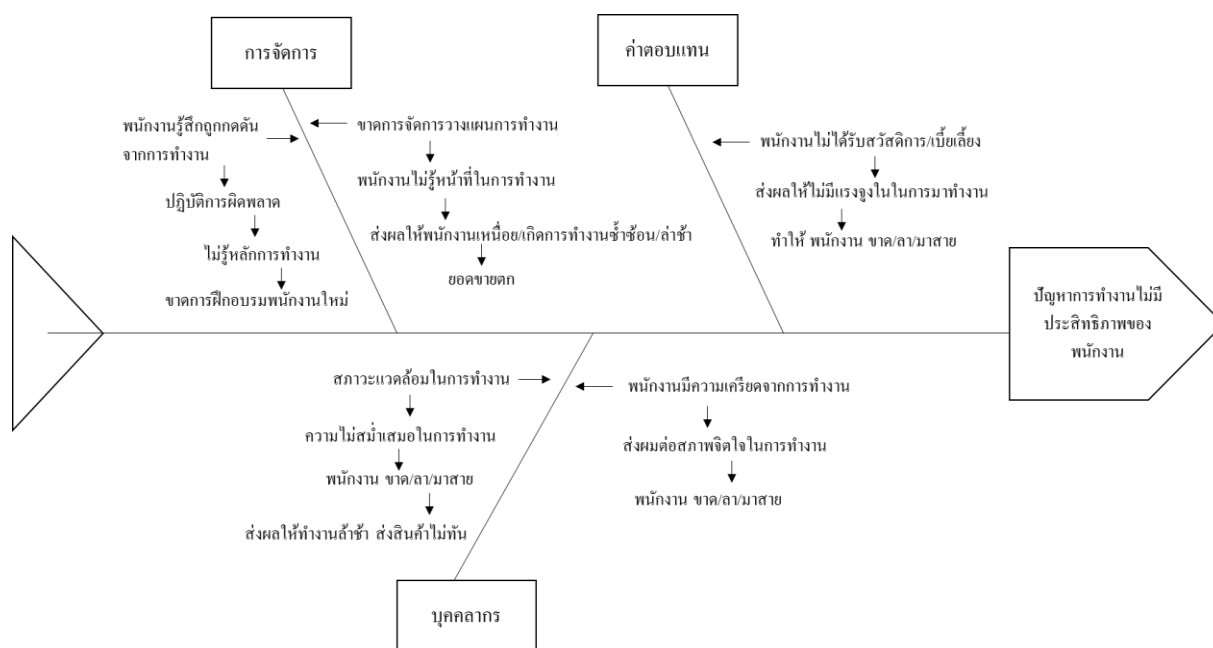 การจัดการ
ค่าตอบแทน
พนักงานรู้สึกถูกกดดัน
จากการทำงาน
ปฏิบัติการผิดพลาด
ไม่รู้หลักการทำงาน
ขาดการฝึกอบรมพนักงานใหม่
ขาดการจัดการวางแผนการทำงาน
พนักงานไม่รู้หน้าที่ในการทำงาน
ส่งผลให้พนักงานเหนื่อย/เกิดการทำงานซ้ำซ้อน/ล่าช้า
ยอดขายตก
พนักงานไม่ได้รับสวัสดิการ/เบี้ยเลี้ยง
ส่งผลให้ไม่มีแรงจูงในในการมาทำงาน
ทำให้ พนักงาน ขาด/ลา/มาสาย
ปัญหาการทำงานไม่มี
ประสิทธิภาพของ
พนักงาน
สภาวะแวดล้อมในการทำงาน
ความไม่สม่ำเสมอในการทำงาน
พนักงาน ขาด/ลา/มาสาย
ส่งผลให้ทำงานล้าช้า ส่งสินค้าไม่ทัน
พนักงานมีความเครียดจากการทำงาน
ส่งผมต่อสภาพจิตใจในการทำงาน
พนักงาน ขาด/ลา/มาสาย
บุคคลากร